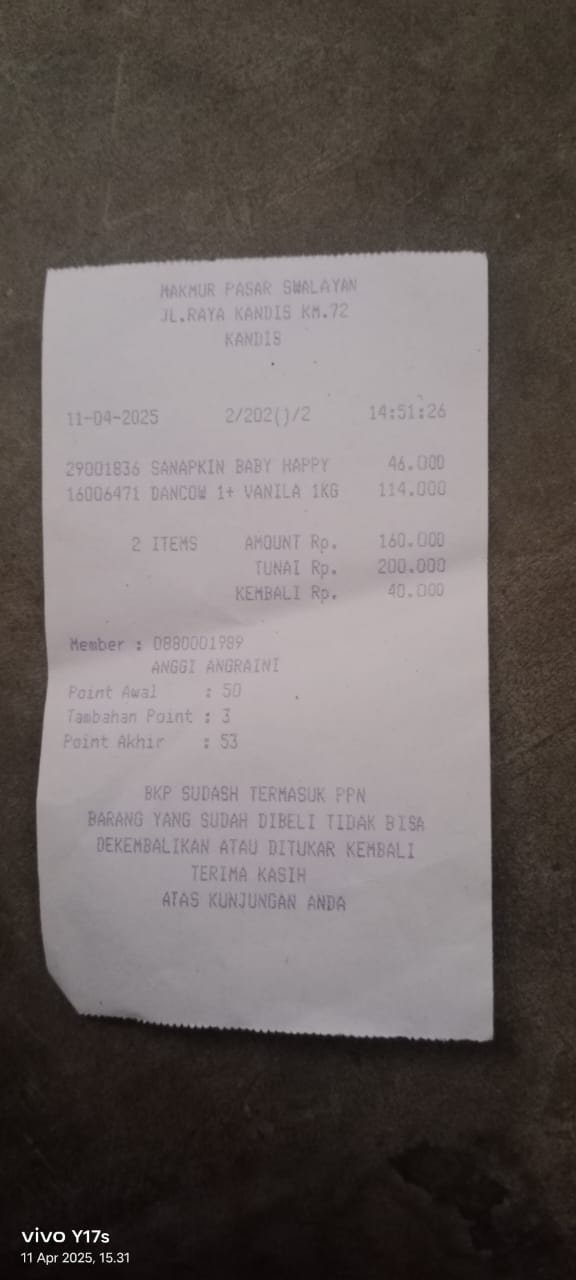 MAKMUR PASAR SWALAYAN
JL.RAYA KANDIS KM.72
KANDIS
11-04-2025 2/202()/2 14:51:26
29001836 SANAPKIN BABY HAPPY 46.000
16006471 DANCOW 1+ VANILA 1KG 114.000
2 ITEMS AMOUNT Rp. 160.000
TUNAI Rp. 200.000
KEMBALI Rp. 40.000
Member : 0880001989
ANGGI ANGRAINI
Point Awal : 50
Tambahan Point : 3
Point Akhir : 53
BKP SUDASH TERMASUK PPN
BARANG YANG SUDAH DIBELI TIDAK BISA
DEKEMBALIKAN ATAU DITUKAR KEMBALI
TERIMA KASIH
ATAS KUNJUNGAN ANDA
vivo Y17s
11 Apr 2025, 15.31